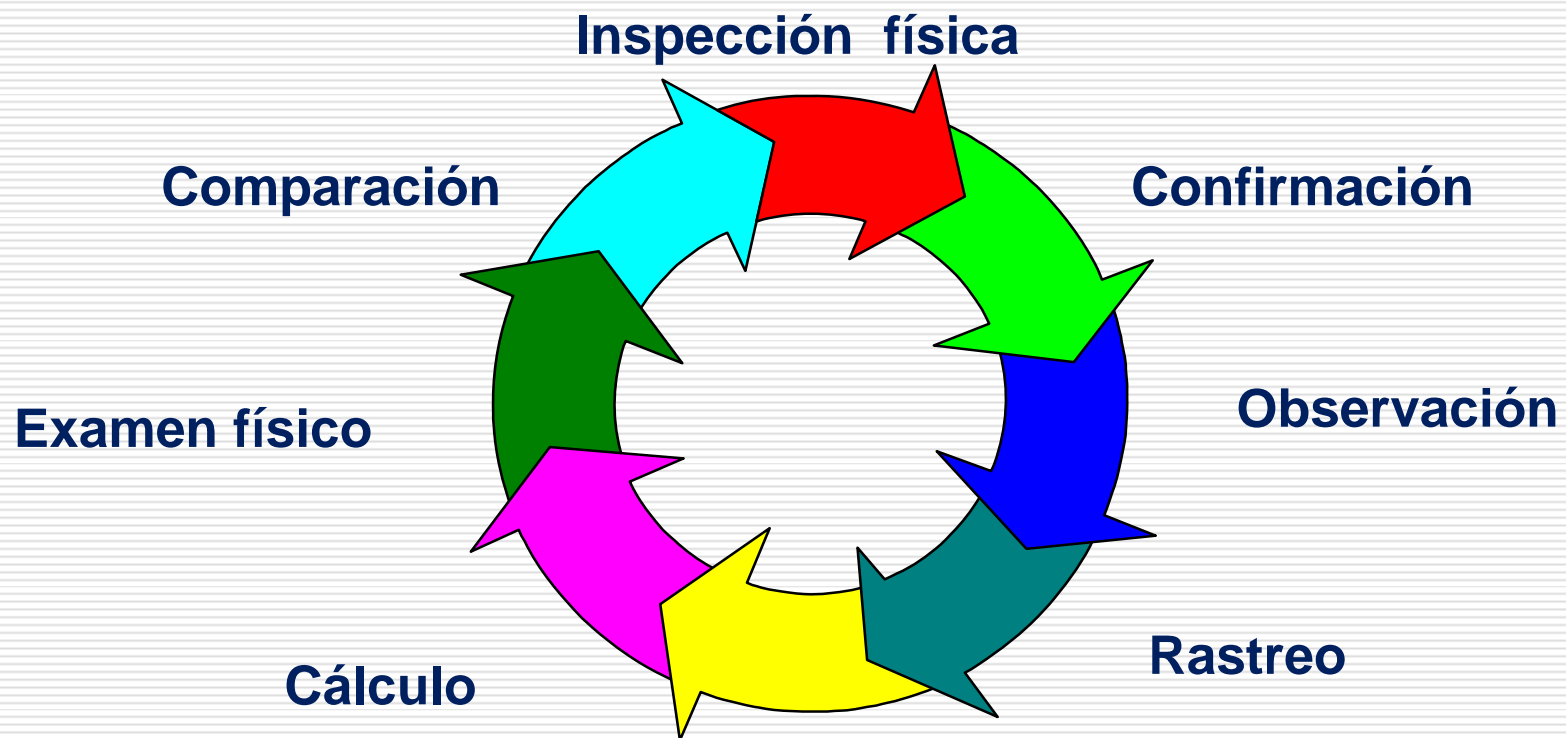 Inspección física
Comparación
Confirmación
Examen físico
Observación
Cálculo
Rastreo